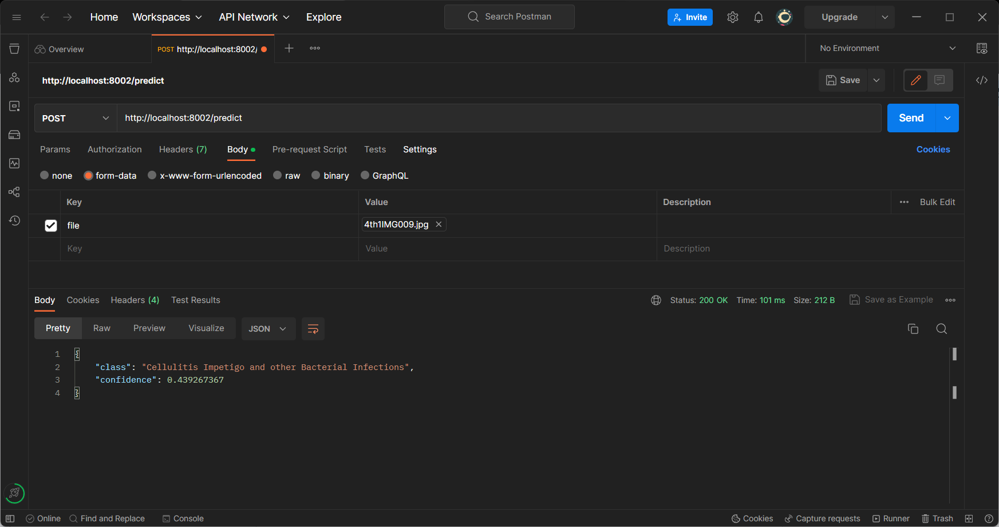 Home Workspaces API Network Explore Search Postman Invite Upgrade
Overview POST http://localhost:8002/ No Environment
http://localhost:8002/predict Save
POST http://localhost:8002/predict Send
Params Authorization Headers (7) Body Pre-request Script Tests Settings Cookies
none form-data x-www-form-urlencoded raw binary GraphQL
Key Value Description Bulk Edit
file 4th1IMG009.jpg
Key Value Description
Body Cookies Headers (4) Test Results Status: 200 OK Time: 101 ms Size: 212 B Save as Example
Pretty Raw Preview Visualize JSON
1 {
2 "class": "Cellulitis Impetigo and other Bacterial Infections",
3 "confidence": 0.439267367
4 }
Online Find and Replace Console Cookies Capture requests Runner Trash